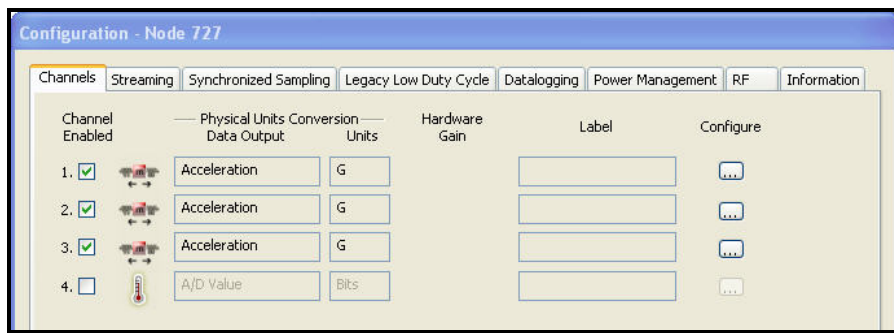 Configuration - Node 727
Channels Streaming Synchronized Sampling Legacy Low Duty Cycle Datalogging Power Management RF Information
Channel Enabled Physical Units Conversion Data Output Units Hardware Gain Label Configure
1. Acceleration G ...
2. Acceleration G ...
3. Acceleration G ...
4. A/D Value Bits ...